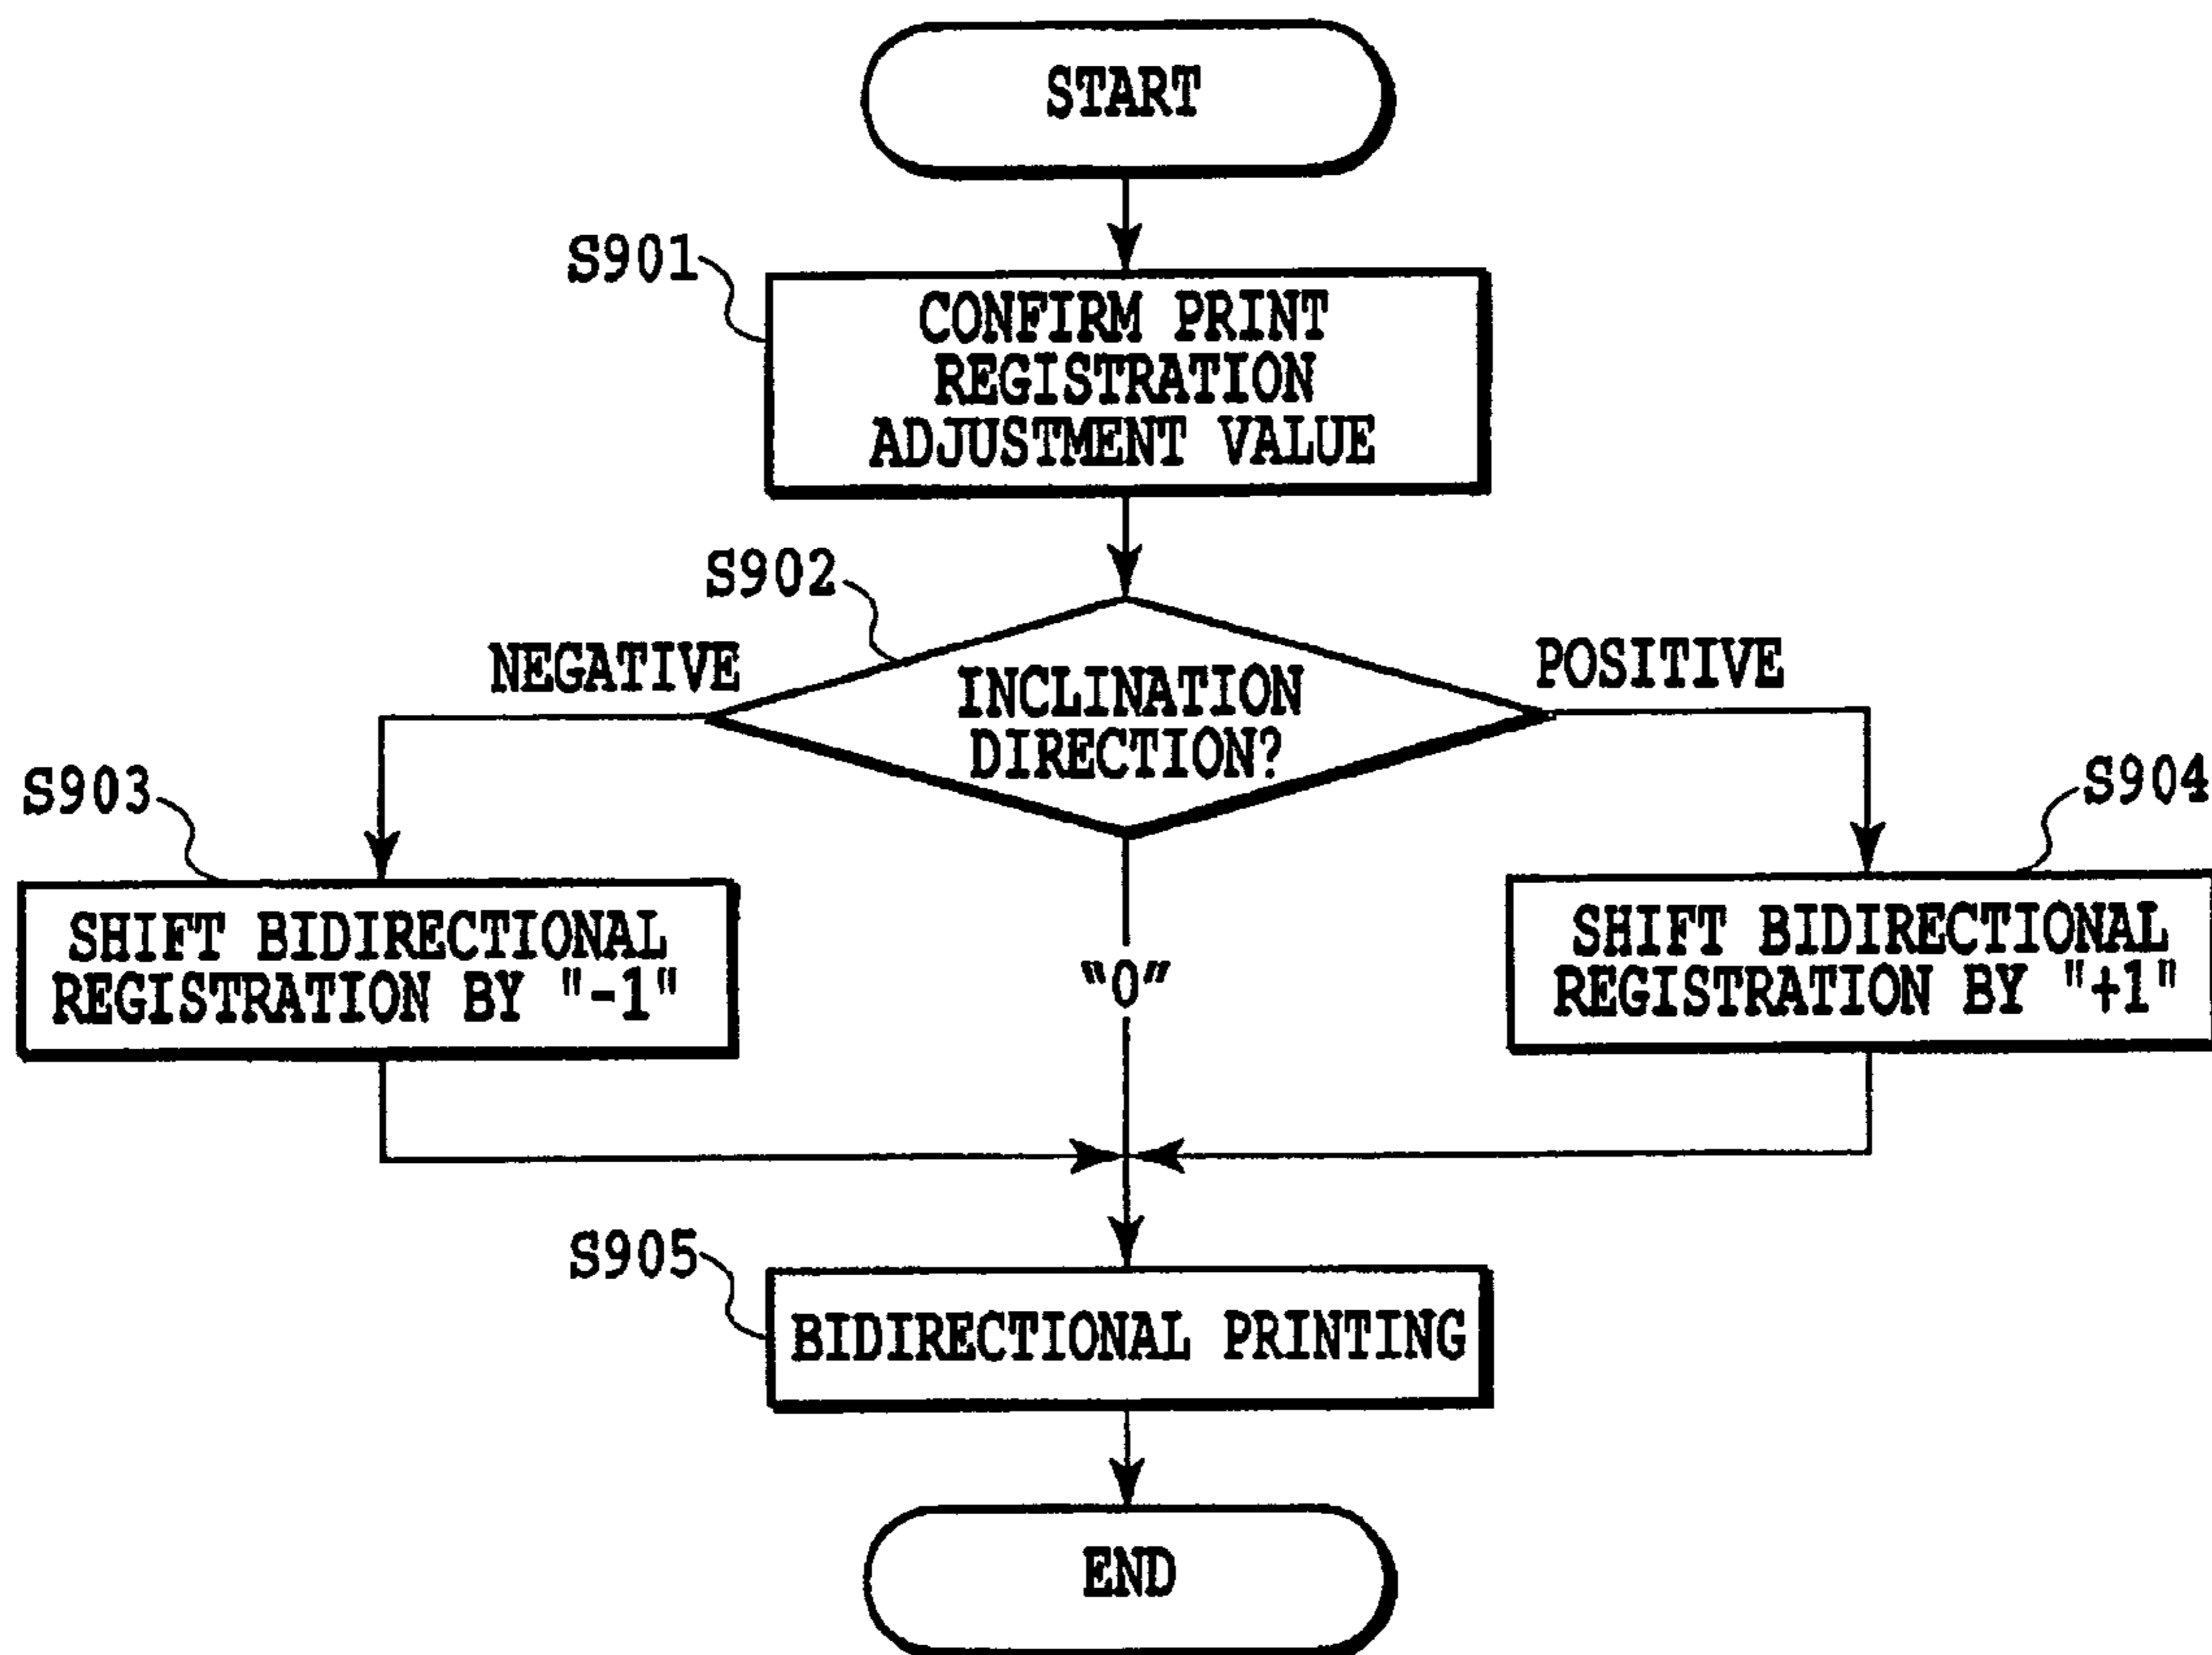 START
S901
CONFIRM PRINT
REGISTRATION
ADJUSTMENT VALUE
S902
NEGATIVE
INCLINATION
DIRECTION?
POSITIVE
S903
SHIFT BIDIRECTIONAL
REGISTRATION BY "-1"
"0"
S904
SHIFT BIDIRECTIONAL
REGISTRATION BY "+1"
S905
BIDIRECTIONAL PRINTING
END